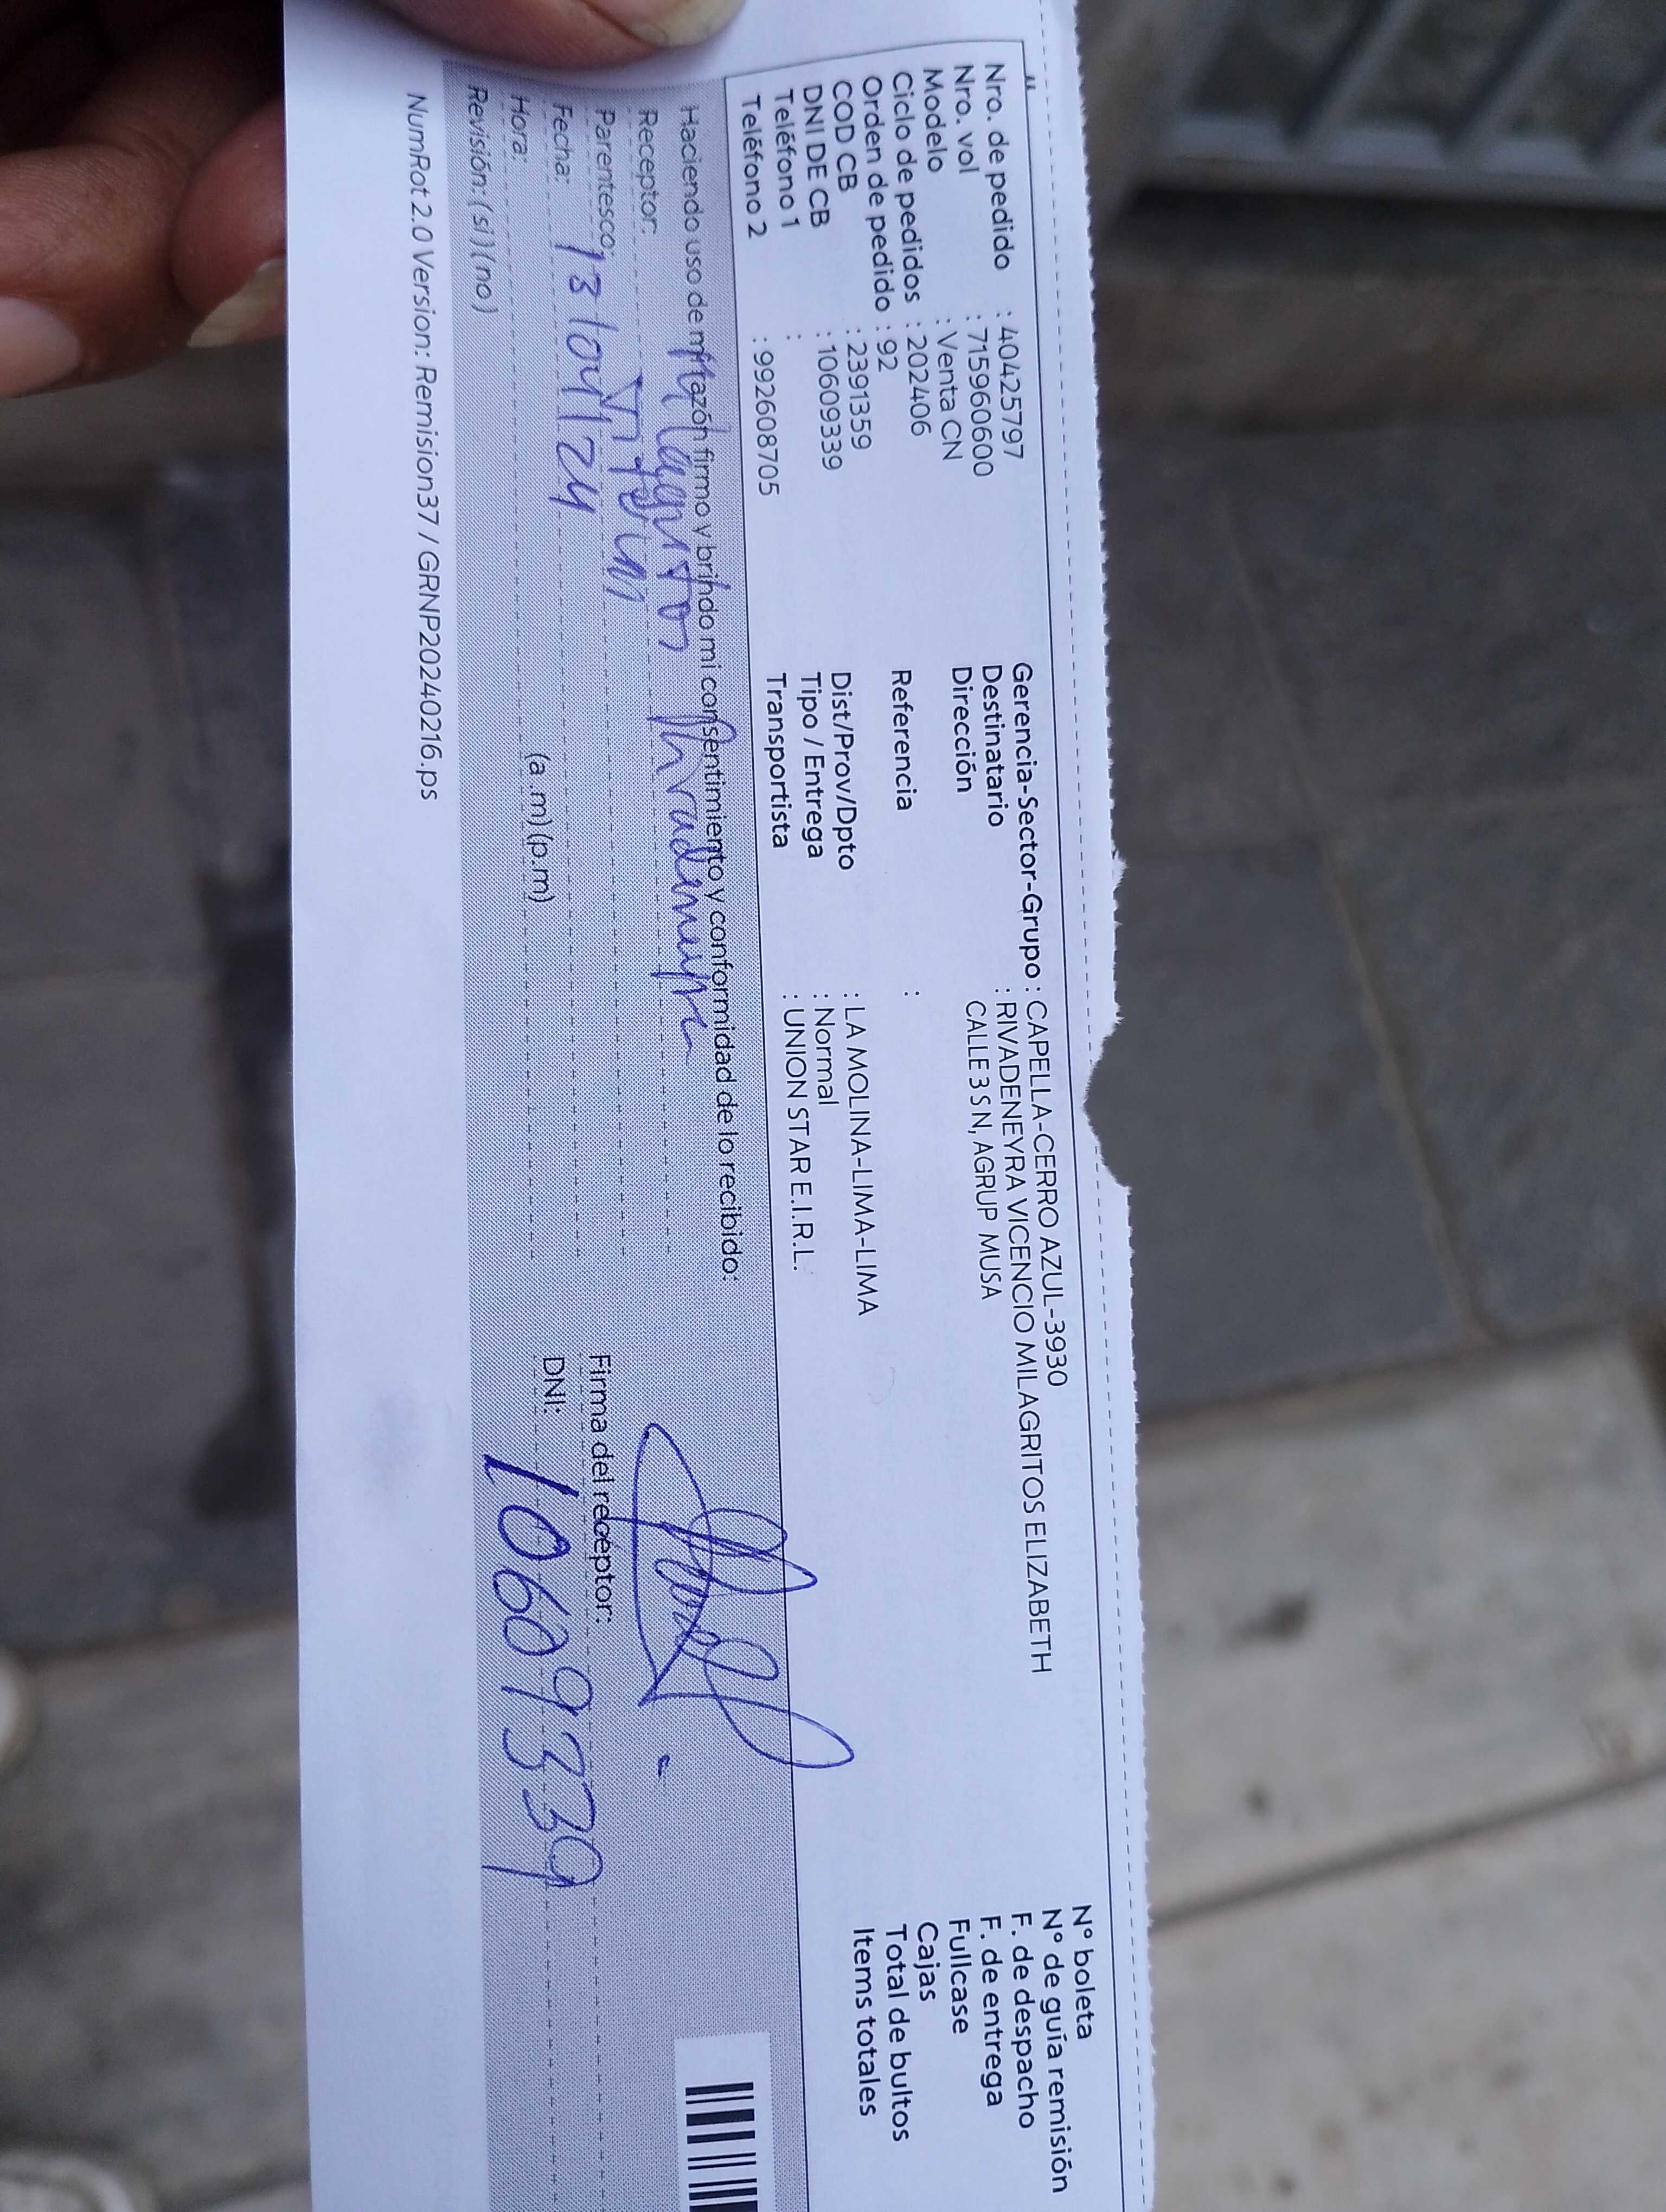 Nro. de pedido : 40425797
Nro. vol : 715960600
Modelo : Venta CN
Ciclo de pedidos : 202406
Orden de pedido : 92
COD CB : 2391359
DNI DE CB : 10609339
Teléfono 1 :
Teléfono 2 : 992608705
Gerencia-Sector-Grupo : CAPELLA-CERRO AZUL-3930
Destinatario : RIVADENEYRA VICENCIO MILAGRITOS ELIZABETH
Dirección CALLE 3 S N, AGRUP MUSA
Referencia :
Dist/Prov/Dpto : LA MOLINA-LIMA-LIMA
Tipo / Entrega : Normal
Transportista : UNION STAR E.I.R.L.
N° boleta
N° de guía remisión
F. de despacho
F. de entrega
Fullcase
Cajas
Total de bultos
Items totales
Haciendo uso de mi razón firmo y brindo mi consentimiento y conformidad de lo recibido:
Receptor: Milagritos Rivadeneyra
Parentesco:
Fecha: 13/04/24
Hora: (a.m) (p.m)
Revisión: (si) (no)
Firma del receptor:
DNI: 10609339
NumRot 2.0 Version: Remision37 / GRNP20240216.ps